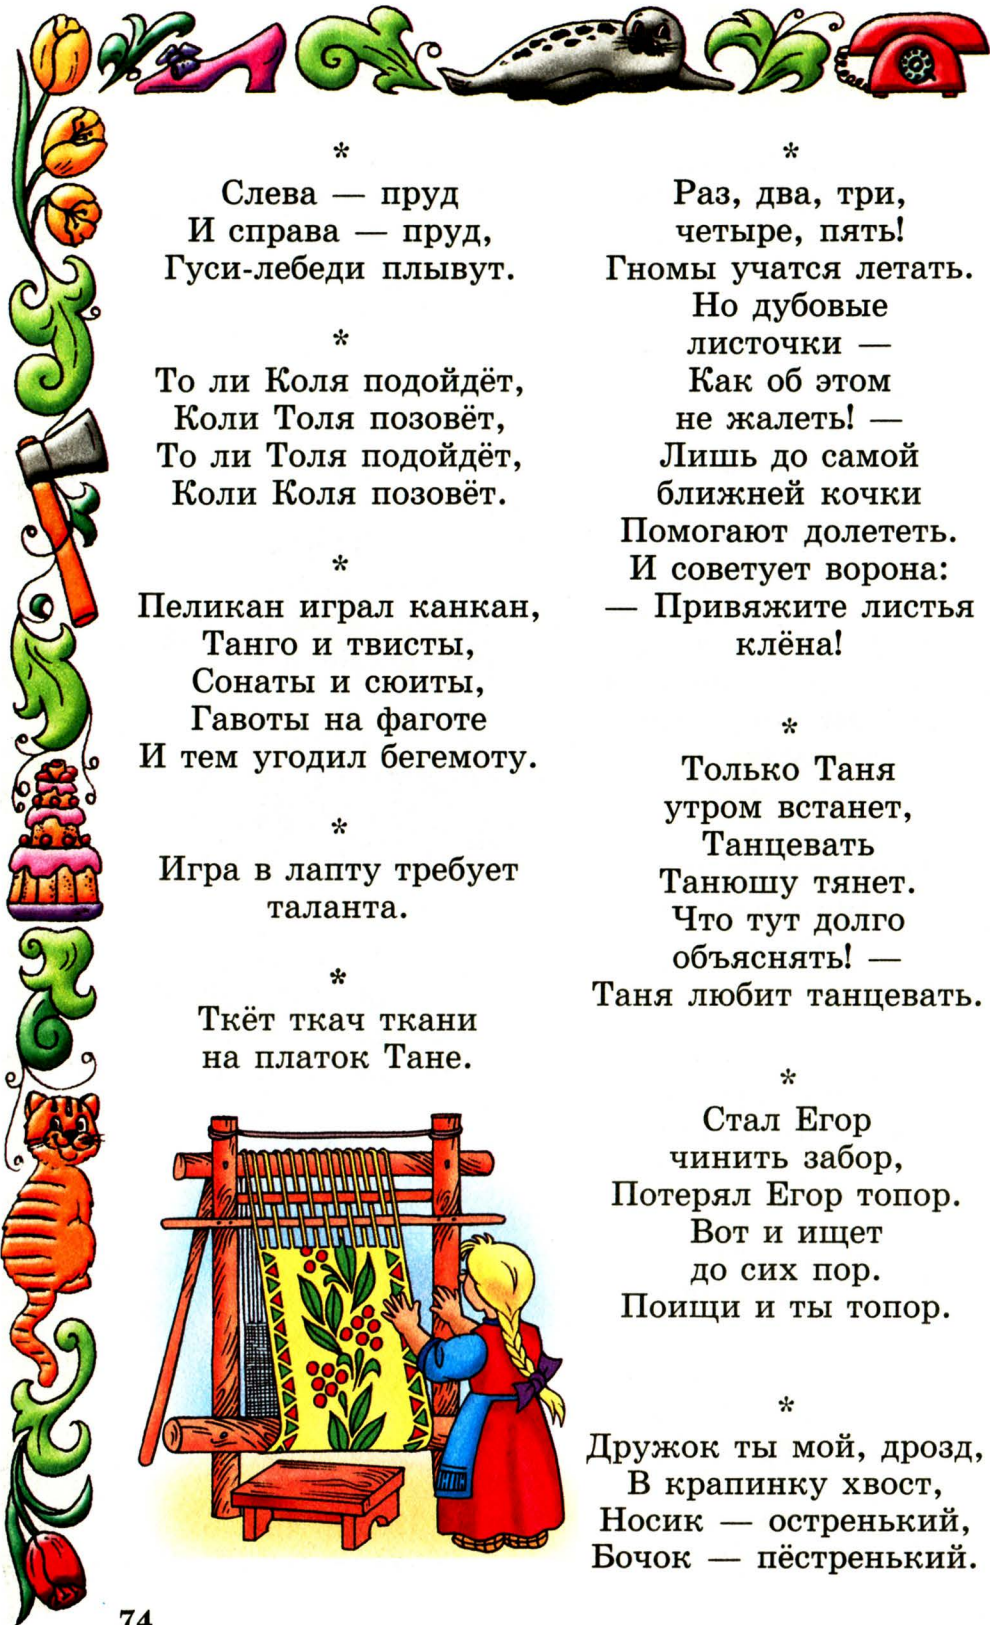 *
Слева — пруд
И справа — пруд,
Гуси-лебеди плывут.
*
То ли Коля подойдёт,
Коли Толя позовёт,
То ли Толя подойдёт,
Коли Коля позовёт.
*
Пеликан играл канкан,
Танго и твисты,
Сонаты и сюиты,
Гавоты на фаготе
И тем угодил бегемоту.
*
Игра в лапту требует
таланта.
*
Ткёт ткач ткани
на платок Тане.
*
Раз, два, три,
четыре, пять!
Гномы учатся летать.
Но дубовые
листочки —
Как об этом
не жалеть! —
Лишь до самой
ближней кочки
Помогают долететь.
И советует ворона:
— Привяжите листья
клёна!
*
Только Таня
утром встанет,
Танцевать
Танюшу тянет.
Что тут долго
объяснять! —
Таня любит танцевать.
*
Стал Егор
чинить забор,
Потерял Егор топор.
Вот и ищет
до сих пор.
Поищи и ты топор.
*
Дружок ты мой, дрозд,
В крапинку хвост,
Носик — остренький,
Бочок — пёстренький.
74